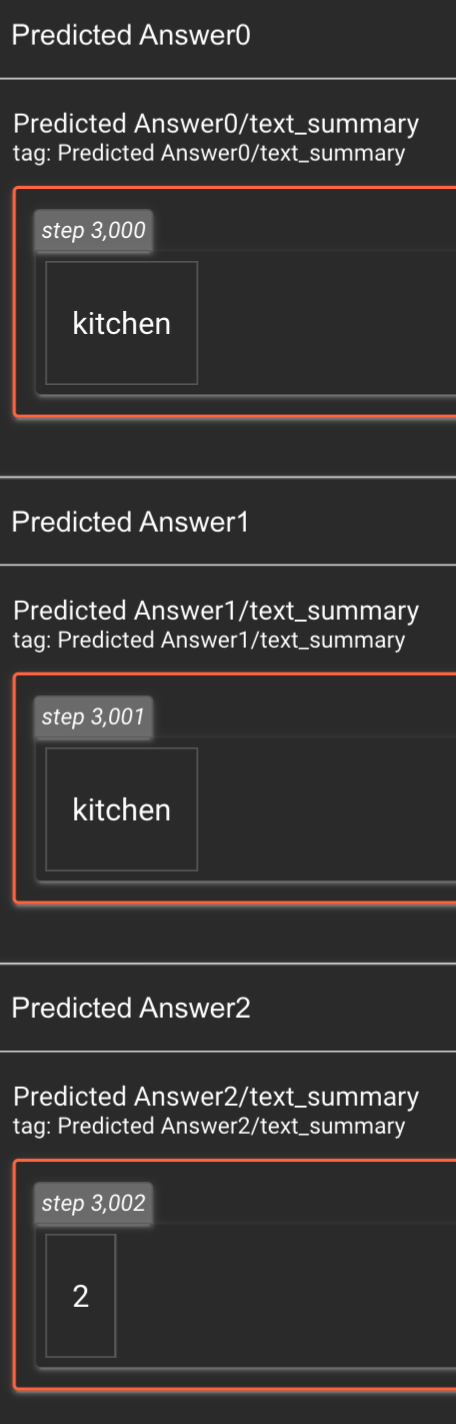 Predicted Answer0
Predicted Answer0/text_summary
tag: Predicted Answer0/text_summary
step 3,000
kitchen
Predicted Answer1
Predicted Answer1/text_summary
tag: Predicted Answer1/text_summary
step 3,001
kitchen
Predicted Answer2
Predicted Answer2/text_summary
tag: Predicted Answer2/text_summary
step 3,002
2